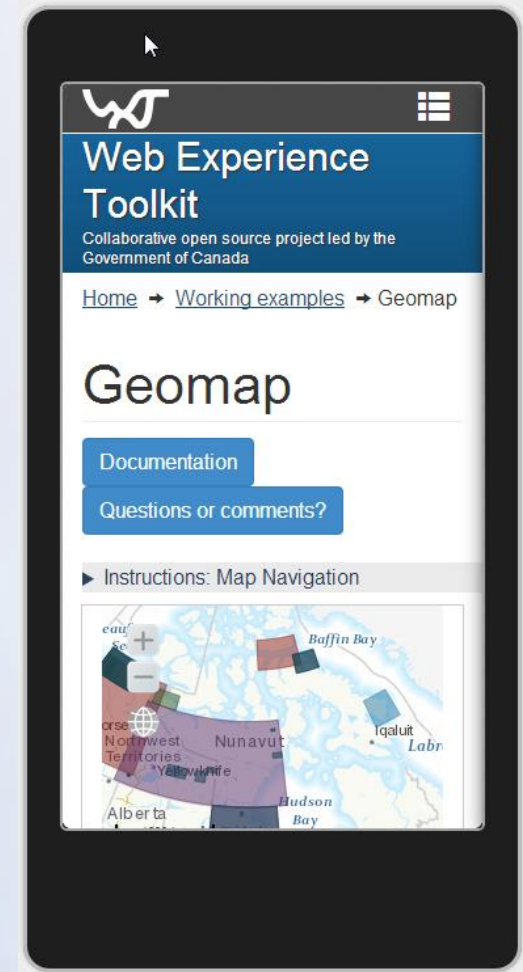 Web Experience
Toolkit
Collaborative open source project led by the
Government of Canada
Home ➔ Working examples ➔ Geomap
Geomap
Documentation
Questions or comments?
Instructions: Map Navigation
Baffin Bay
Iqaluit
Northwest
Territories
Nunavut
Yellowknife
Hudson
Bay
Alberta